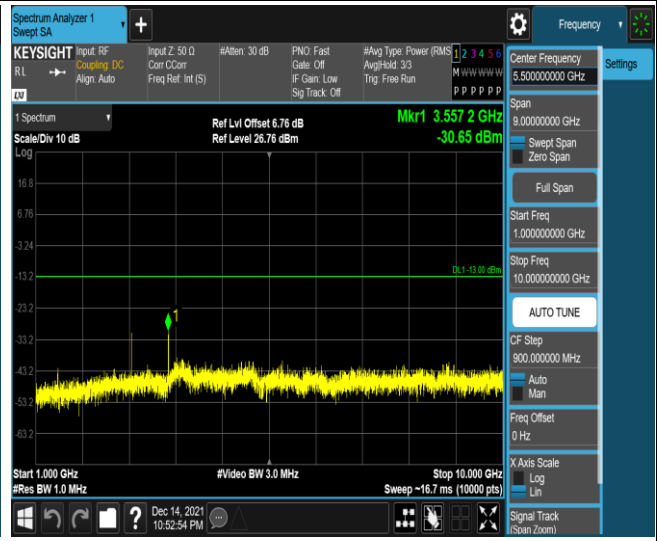 Spectrum Analyzer 1
Swept SA
Frequency
KEYSIGHT
RL
LXI
Input: RF
Coupling: DC
Align: Auto
Input Z: 50 Ω
Corr CCorr
Freq Ref: Int (S)
#Atten: 30 dB
PNO: Fast
Gate: Off
IF Gain: Low
Sig Track: Off
#Avg Type: Power (RMS
Avg|Hold: 3/3
Trig: Free Run
1 2 3 4 5 6
M W W W W W
P P P P P P
Center Frequency
5.500000000 GHz
Settings
Span
9.00000000 GHz
Swept Span
Zero Span
Full Span
Start Freq
1.000000000 GHz
Stop Freq
10.000000000 GHz
AUTO TUNE
CF Step
900.000000 MHz
Auto
Man
Freq Offset
0 Hz
X Axis Scale
Log
Lin
Signal Track
(Span Zoom)
1 Spectrum
Scale/Div 10 dB
Log
Ref Lvl Offset 6.76 dB
Ref Level 26.76 dBm
Mkr1 3.557 2 GHz
-30.65 dBm
16.8
6.76
-3.24
-13.2
-23.2
-33.2
-43.2
-53.2
-63.2
DL1 -13.00 dBm
1
Start 1.000 GHz
#Res BW 1.0 MHz
#Video BW 3.0 MHz
Stop 10.000 GHz
Sweep ~16.7 ms (10000 pts)
Dec 14, 2021
10:52:54 PM